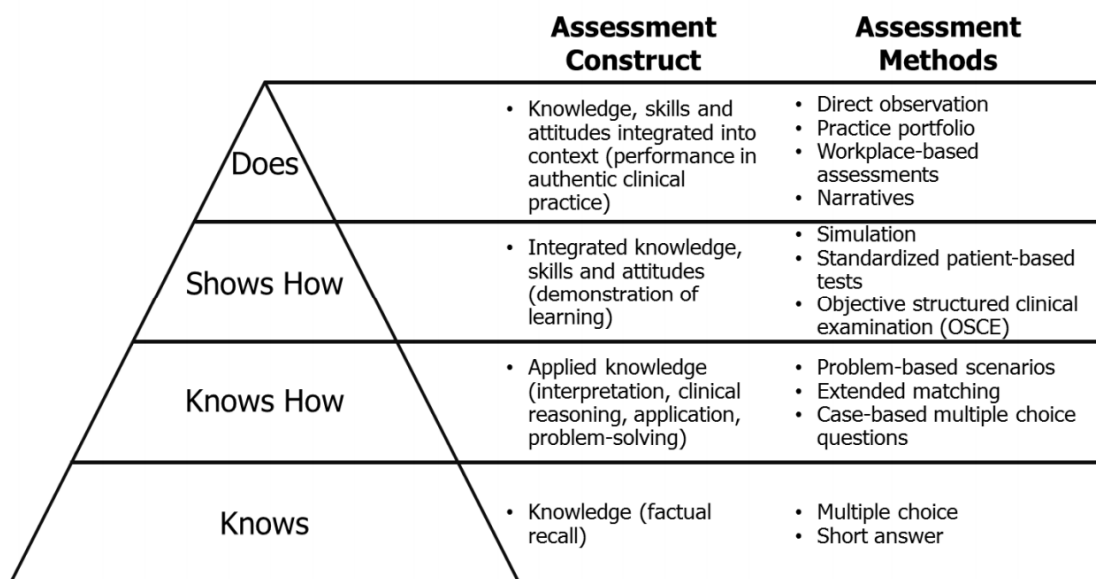 Assessment
Construct
Assessment
Methods
Does
• Knowledge, skills and
attitudes integrated into
context (performance in
authentic clinical
practice)
• Direct observation
• Practice portfolio
• Workplace-based
assessments
• Narratives
Shows How
• Integrated knowledge,
skills and attitudes
(demonstration of
learning)
• Simulation
• Standardized patient-based
tests
• Objective structured clinical
examination (OSCE)
Knows How
• Applied knowledge
(interpretation, clinical
reasoning, application,
problem-solving)
• Problem-based scenarios
• Extended matching
• Case-based multiple choice
questions
Knows
• Knowledge (factual
recall)
• Multiple choice
• Short answer